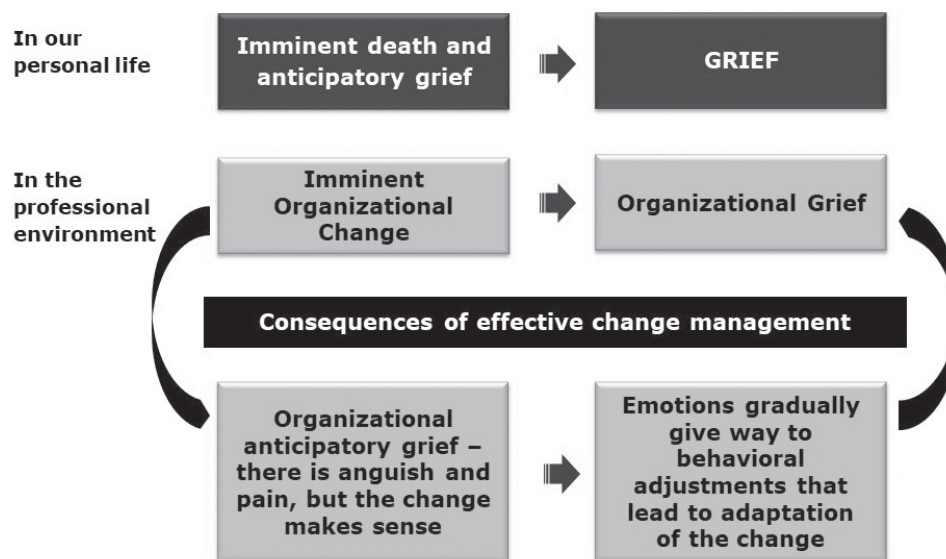 In our
personal life
Imminent death and
anticipatory grief
GRIEF
In the
professional
environment
Imminent
Organizational
Change
Organizational Grief
Consequences of effective change management
Organizational
anticipatory grief –
there is anguish and
pain, but the change
makes sense
Emotions gradually
give way to
behavioral
adjustments that
lead to adaptation
of the change